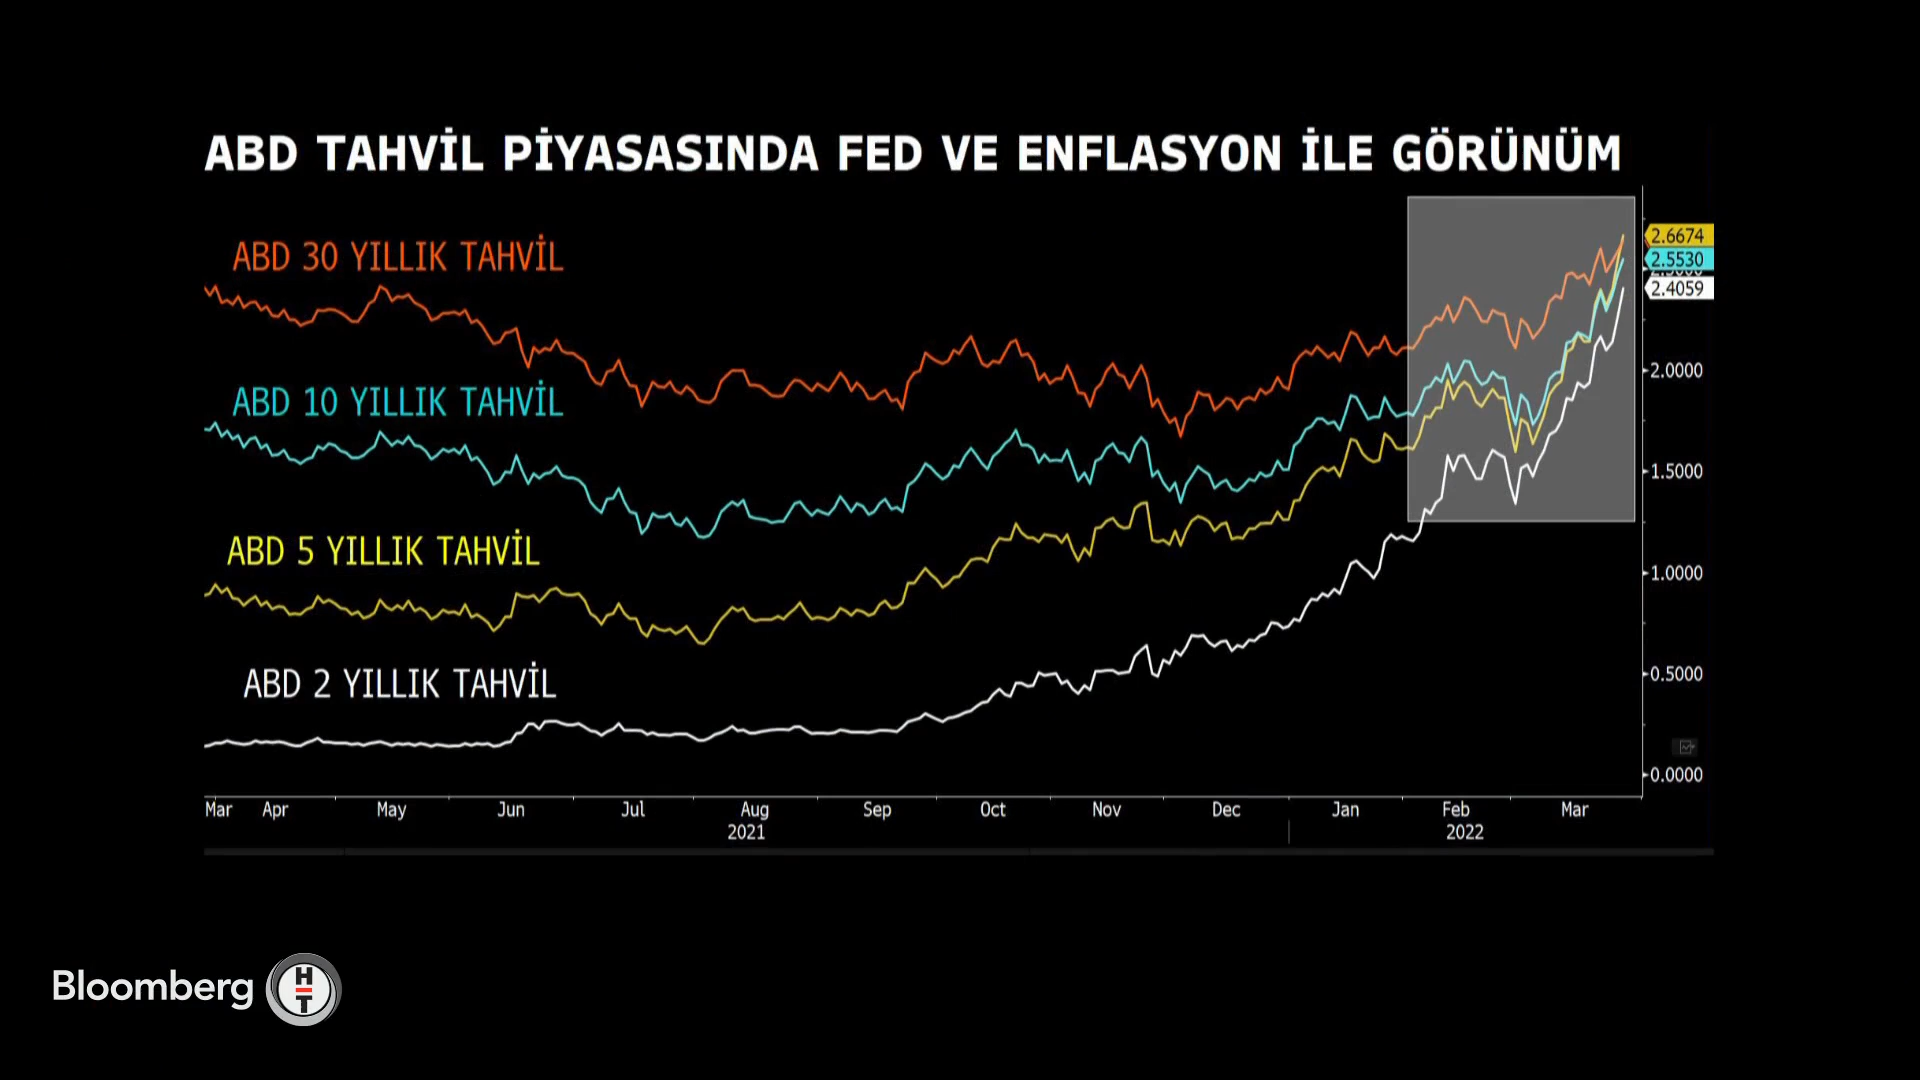 ABD TAHVİL PİYASASINDA FED VE ENFLASYON İLE GÖRÜNÜM
ABD 30 YILLIK TAHVİL
ABD 10 YILLIK TAHVİL
ABD 5 YILLIK TAHVİL
ABD 2 YILLIK TAHVİL
2.6674
2.5530
2.4059
2.0000
1.5000
1.0000
0.5000
0.0000
Mar Apr May Jun Jul Aug Sep Oct Nov Dec Jan Feb Mar
2021 2022
Bloomberg HT